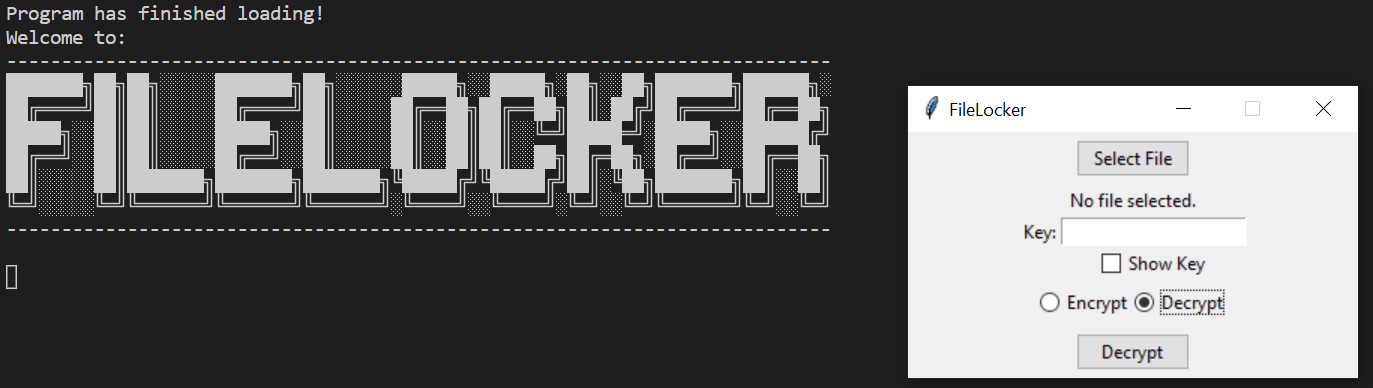 Program has finished loading!
Welcome to:
FILELOCKER
FileLocker
Select File
No file selected.
Key:
Show Key
Encrypt Decrypt
Decrypt